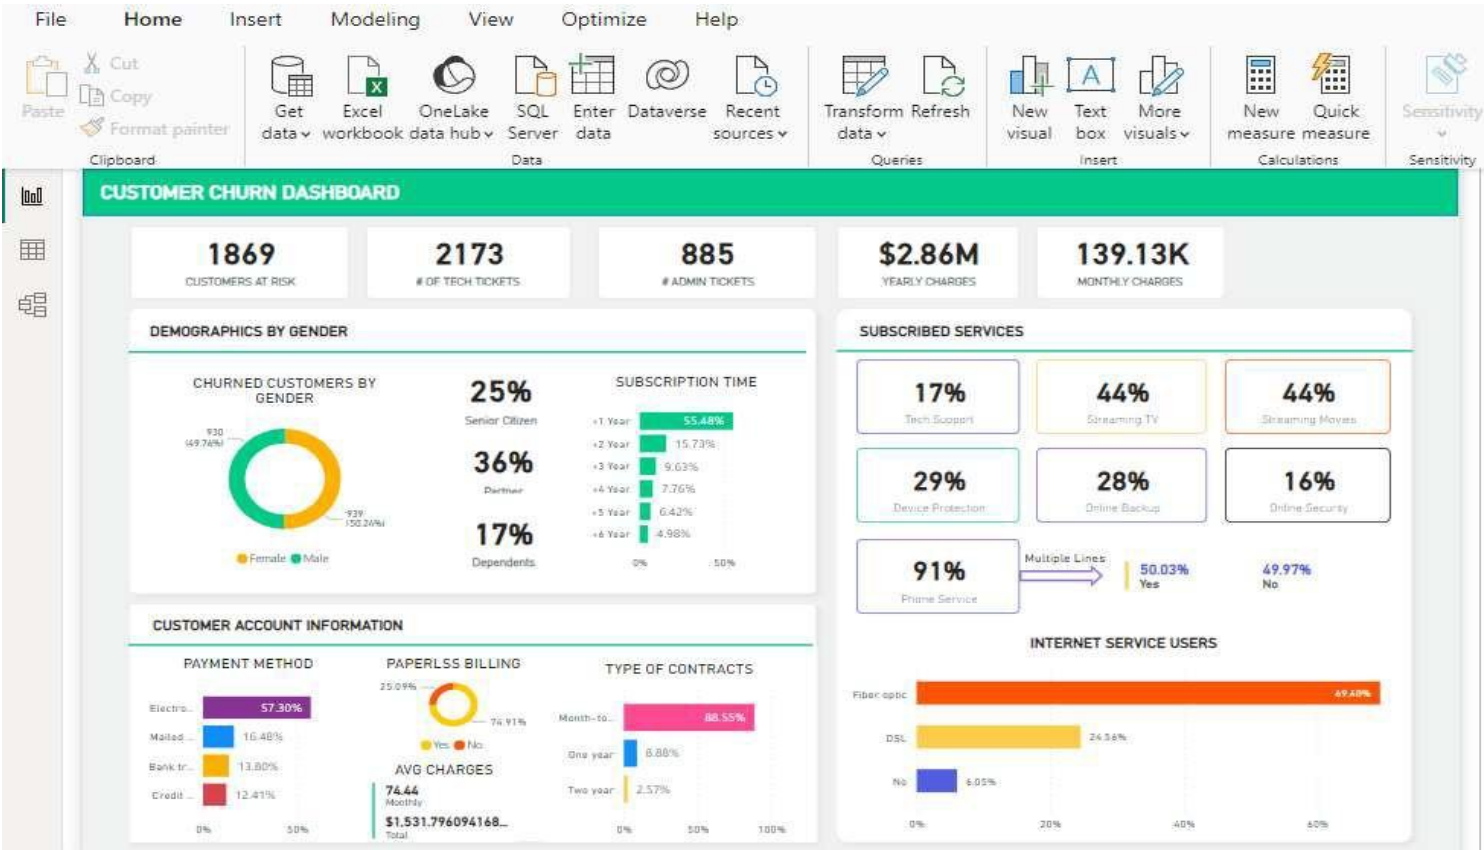 File Home Insert Modeling View Optimize Help
Paste
Cut
Copy
Format painter
Clipboard
Get data
Excel workbook
OneLake data hub
SQL Server
Enter data
Dataverse
Recent sources
Data
Transform data
Refresh
Queries
New visual
Text box
More visuals
Insert
New measure
Quick measure
Calculations
Sensitivity
Sensitivity
CUSTOMER CHURN DASHBOARD
1869
CUSTOMERS AT RISK
2173
# OF TECH TICKETS
885
# ADMIN TICKETS
$2.86M
YEARLY CHARGES
139.13K
MONTHLY CHARGES
DEMOGRAPHICS BY GENDER
CHURNED CUSTOMERS BY
GENDER
930
(49.76%)
939
(50.24%)
Female Male
25%
Senior Citizen
36%
Partner
17%
Dependents
SUBSCRIPTION TIME
<1 Year 55.48%
<2 Year 15.73%
<3 Year 9.63%
<4 Year 7.76%
<5 Year 6.42%
<6 Year 4.98%
0% 50%
CUSTOMER ACCOUNT INFORMATION
PAYMENT METHOD
Electro... 57.30%
Mailed ... 16.48%
Bank tr... 13.80%
Credit ... 12.41%
0% 50%
PAPERLSS BILLING
25.09%
74.91%
Yes No
AVG CHARGES
74.44
Monthly
$1,531.796094168...
Total
TYPE OF CONTRACTS
Month-to... 88.55%
One year 8.88%
Two year 2.57%
0% 50% 100%
SUBSCRIBED SERVICES
17%
Tech Support
44%
Streaming TV
44%
Streaming Movies
29%
Device Protection
28%
Online Backup
16%
Online Security
91%
Phone Service
Multiple Lines
50.03%
Yes
49.97%
No
INTERNET SERVICE USERS
Fiber optic 69.40%
DSL 24.56%
No 6.05%
0% 20% 40% 60%